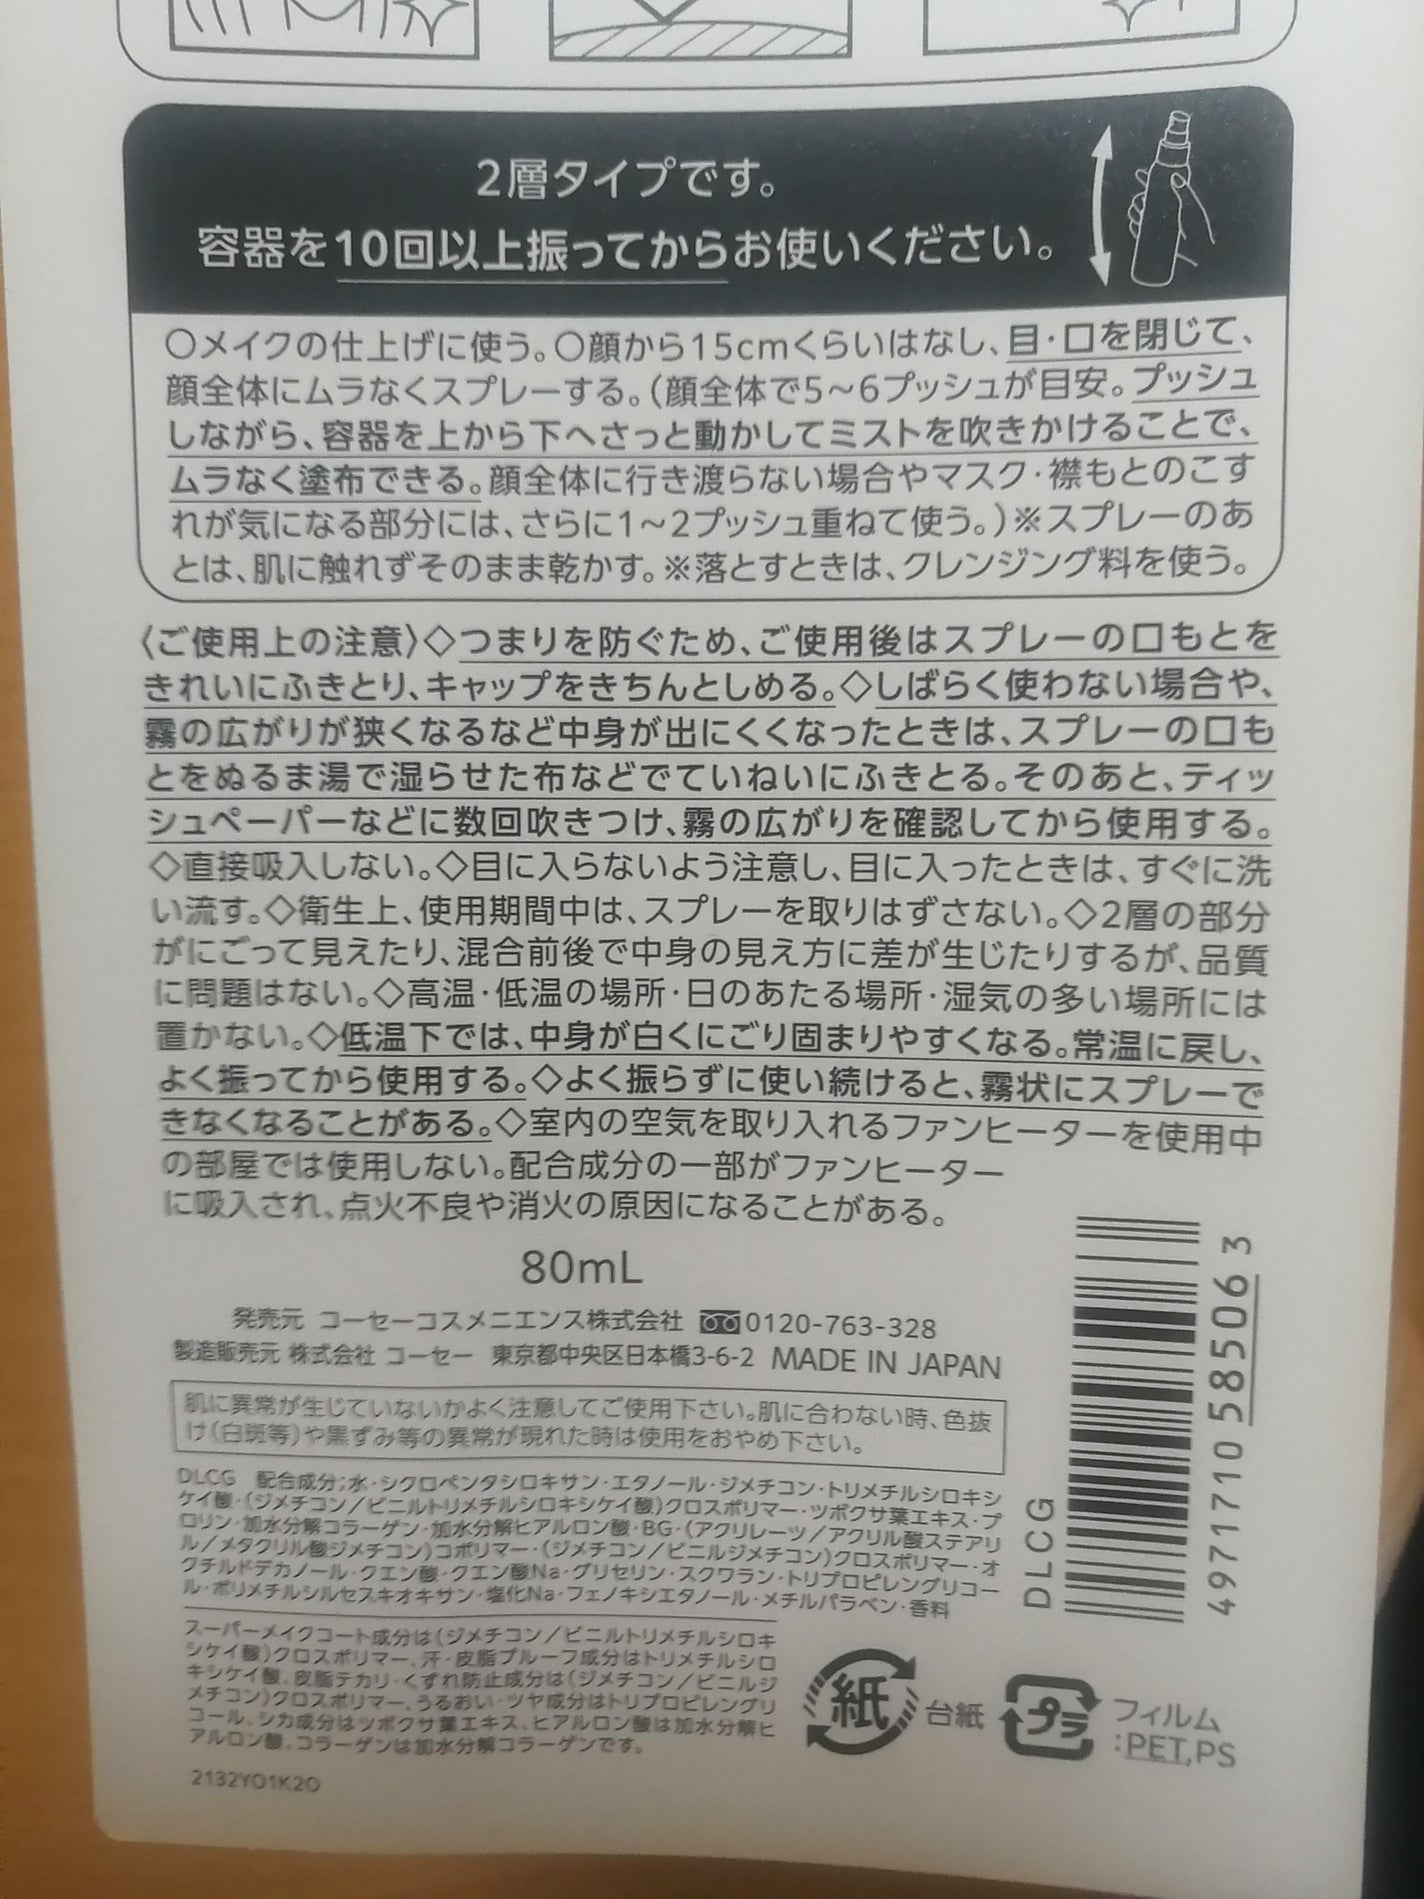 2層タイプです。
容器を10回以上振ってからお使いください。
○メイクの仕上げに使う。○顔から15cmくらいはなし、目・口を閉じて、
顔全体にムラなくスプレーする。(顔全体で5〜6プッシュが目安。プッシュ
しながら、容器を上から下へさっと動かしてミストを吹きかけることで、
ムラなく塗布できる。顔全体に行き渡らない場合やマスク・襟もとのこす
れが気になる部分には、さらに1〜2プッシュ重ねて使う。)※スプレーのあ
とは、肌に触れずそのまま乾かす。※落とすときは、クレンジング料を使う。
〈ご使用上の注意〉◇つまりを防ぐため、ご使用後はスプレーの口もとを
きれいにふきとり、キャップをきちんとしめる。◇しばらく使わない場合や、
霧の広がりが狭くなるなど中身が出にくくなったときは、スプレーの口も
とをぬるま湯で湿らせた布などでていねいにふきとる。そのあと、ティッ
シュペーパーなどに数回吹きつけ、霧の広がりを確認してから使用する。
◇直接吸入しない。◇目に入らないよう注意し、目に入ったときは、すぐに洗
い流す。◇衛生上、使用期間中は、スプレーを取りはずさない。◇2層の部分
がにごって見えたり、混合前後で中身の見え方に差が生じたりするが、品質
に問題はない。◇高温・低温の場所・日のあたる場所・湿気の多い場所には
置かない。◇低温下では、中身が白くにごり固まりやすくなる。常温に戻し、
よく振ってから使用する。◇よく振らずに使い続けると、霧状にスプレーで
きなくなることがある。◇室内の空気を取り入れるファンヒーターを使用中
の部屋では使用しない。配合成分の一部がファンヒーター
に吸入され、点火不良や消火の原因になることがある。
80mL
発売元 コーセーコスメニエンス株式会社 0120-763-328
製造販売元 株式会社 コーセー 東京都中央区日本橋3-6-2 MADE IN JAPAN
肌に異常が生じていないかよく注意してご使用下さい。肌に合わない時、色抜
け(白斑等)や黒ずみ等の異常が現れた時は使用をおやめ下さい。
DLCG 配合成分;水・シクロペンタシロキサン・エタノール・ジメチコン・トリメチルシロキシ
ケイ酸・(ジメチコン/ビニルトリメチルシロキシケイ酸)クロスポリマー・ツボクサ葉エキス・プ
ロリン・加水分解コラーゲン・加水分解ヒアルロン酸・BG・(アクリレーツ/アクリル酸ステアリ
ル/メタクリル酸ジメチコン)コポリマー・(ジメチコン/ビニルジメチコン)クロスポリマー・オ
クチルドデカノール・クエン酸・クエン酸Na・グリセリン・スクワラン・トリプロピレングリコー
ル・ポリメチルシルセスキオキサン・塩化Na・フェノキシエタノール・メチルパラベン・香料
スーパーメイクコート成分は(ジメチコン/ビニルトリメチルシロキ
シケイ酸)クロスポリマー、汗・皮脂プルーフ成分はトリメチルシロ
キシケイ酸、皮脂テカリ・くずれ防止成分は(ジメチコン/ビニルジ
メチコン)クロスポリマー、うるおい・ツヤ成分はトリプロピレングリ
コール、シカ成分はツボクサ葉エキス、ヒアルロン酸は加水分解ヒ
アルロン酸、コラーゲンは加水分解コラーゲンです。
2132Y01K20
DLCG
4971710 585063
紙
台紙
プラ
フィルム
:PET,PS